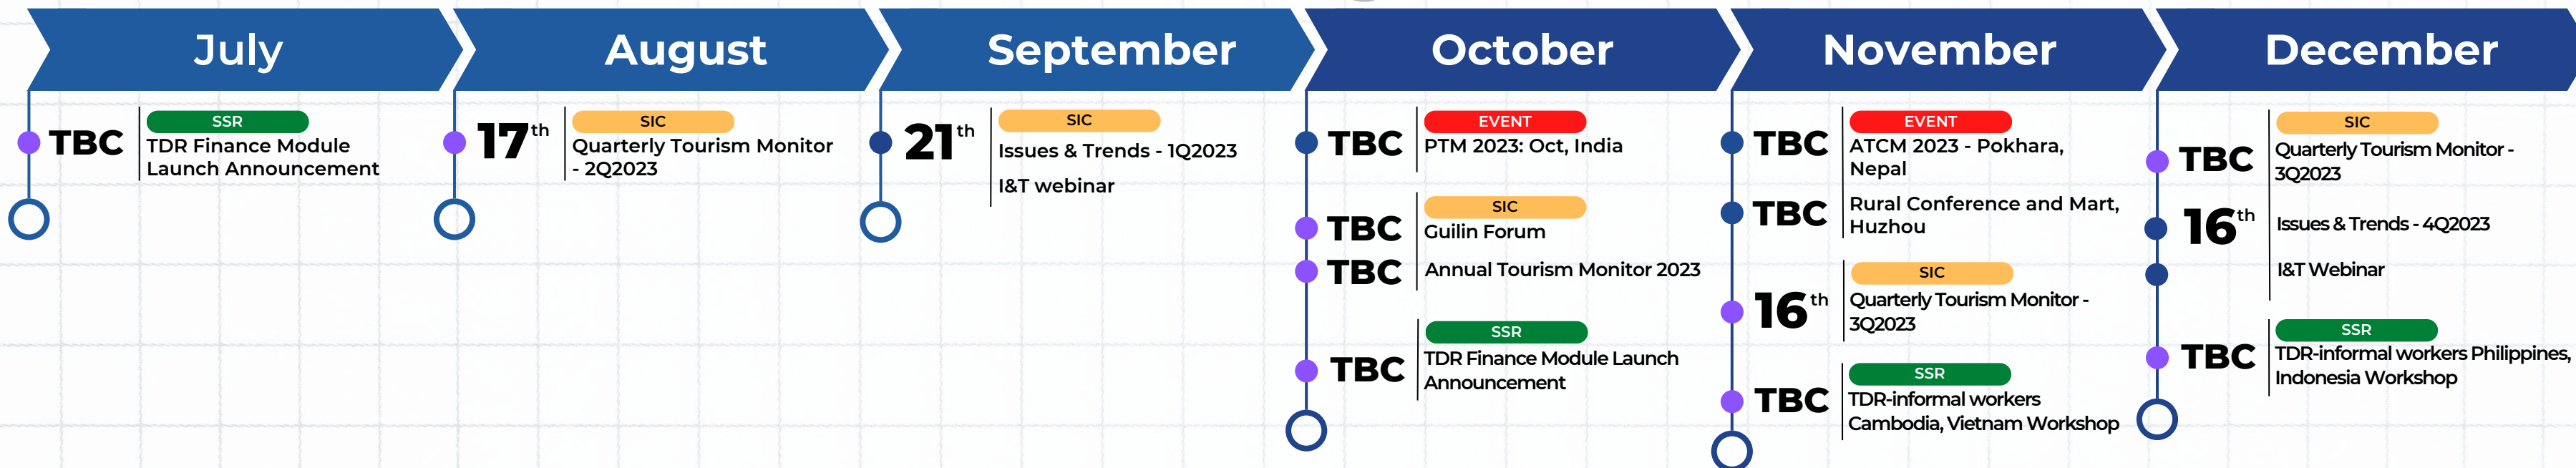 July
August
September
October
November
December
TBC
SSR
TDR Finance Module
Launch Announcement
17th
SIC
Quarterly Tourism Monitor
- 2Q2023
21th
SIC
Issues & Trends - 1Q2023
I&T webinar
TBC
EVENT
PTM 2023: Oct, India
TBC
SIC
Guilin Forum
TBC
Annual Tourism Monitor 2023
TBC
SSR
TDR Finance Module Launch
Announcement
TBC
EVENT
ATCM 2023 - Pokhara,
Nepal
TBC
Rural Conference and Mart,
Huzhou
16th
SIC
Quarterly Tourism Monitor -
3Q2023
TBC
SSR
TDR-informal workers
Cambodia, Vietnam Workshop
TBC
SIC
Quarterly Tourism Monitor -
3Q2023
16th
Issues & Trends - 4Q2023
I&T Webinar
TBC
SSR
TDR-informal workers Philippines,
Indonesia Workshop